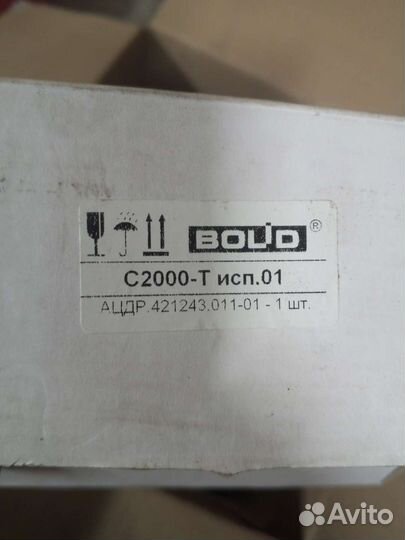 BOLID ®
С2000-Т исп.01
АЦДР.421243.011-01 - 1 шт.
Avito